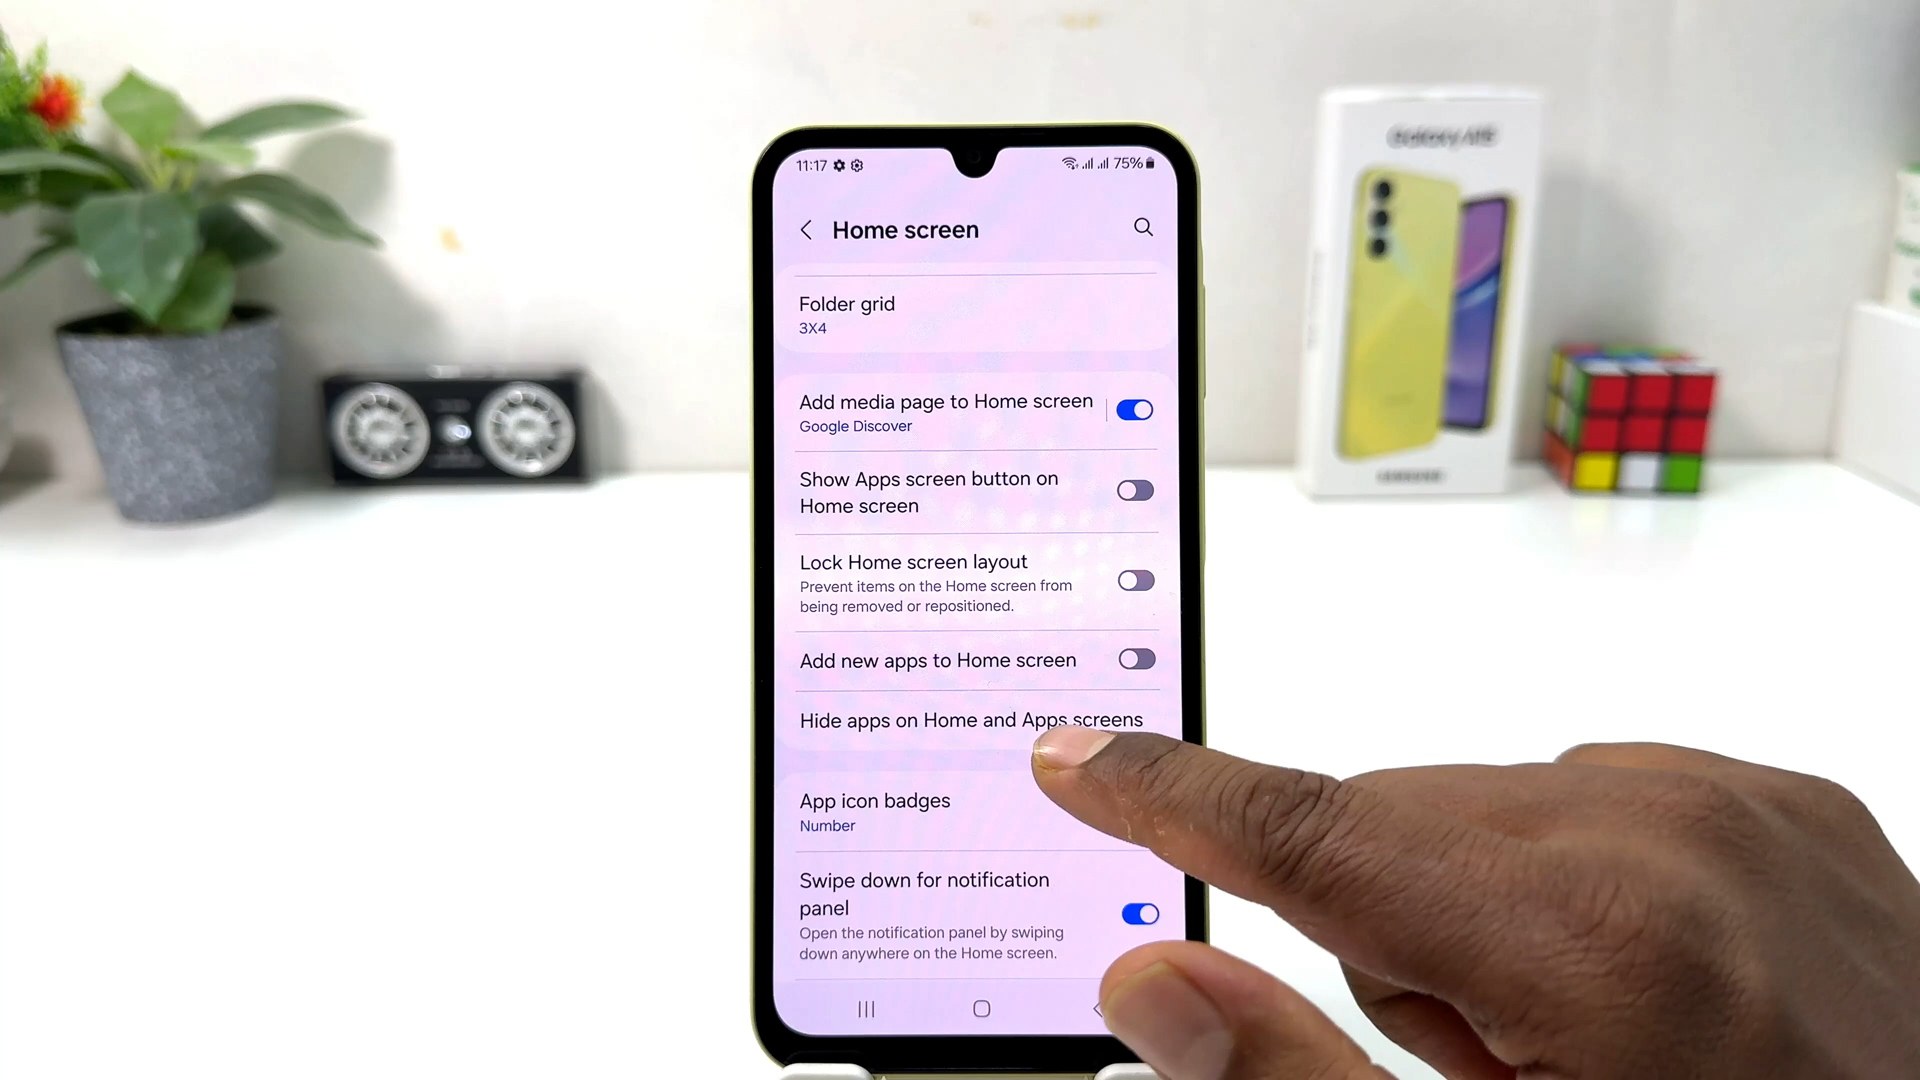 11:17
75%
Home screen
Folder grid
3X4
Add media page to Home screen
Google Discover
Show Apps screen button on
Home screen
Lock Home screen layout
Prevent items on the Home screen from
being removed or repositioned.
Add new apps to Home screen
Hide apps on Home and Apps screens
App icon badges
Number
Swipe down for notification
panel
Open the notification panel by swiping
down anywhere on the Home screen.
Galaxy A15
SAMSUNG